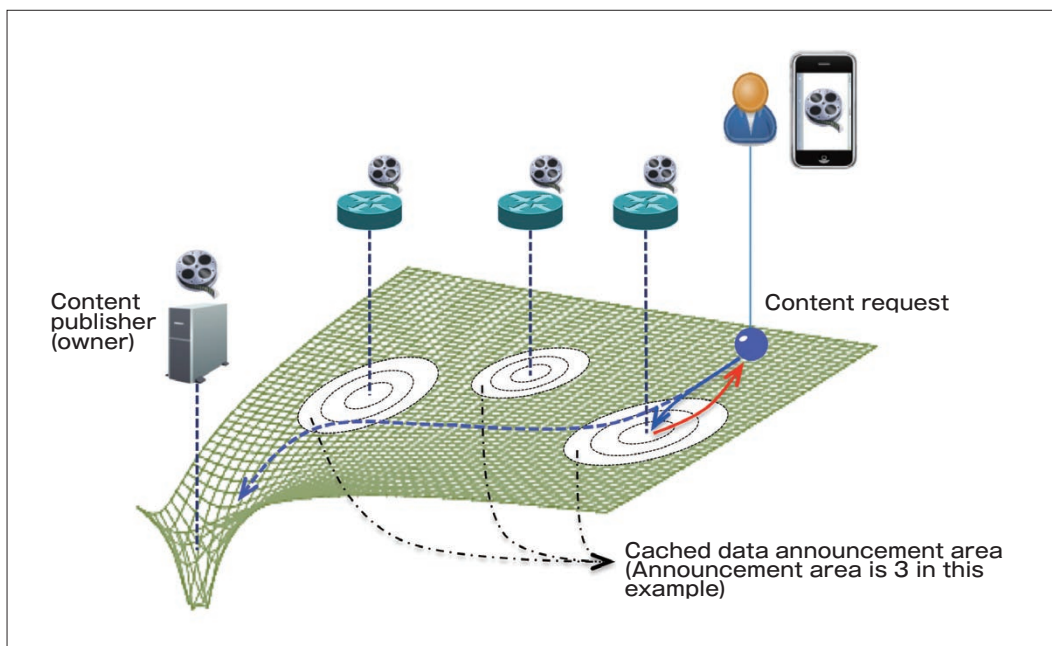 Content
publisher
(owner)
Content request
Cached data announcement area
(Announcement area is 3 in this
example)